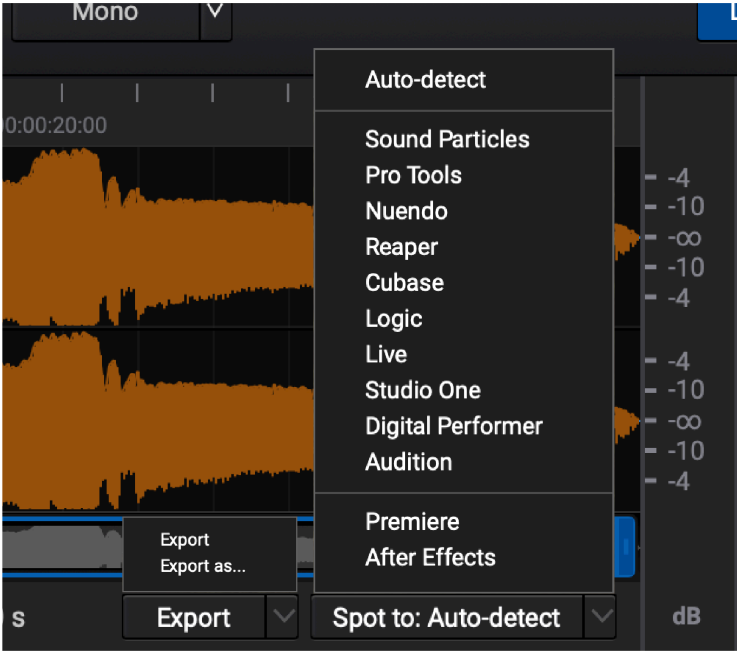 Mono
Auto-detect
00:00:20:00
Sound Particles
Pro Tools
Nuendo
Reaper
Cubase
Logic
Live
Studio One
Digital Performer
Audition
Premiere
After Effects
-4
-10
-∞
-10
-4
-4
-10
-∞
-10
-4
Export
Export as...
s
Export
Spot to: Auto-detect
dB